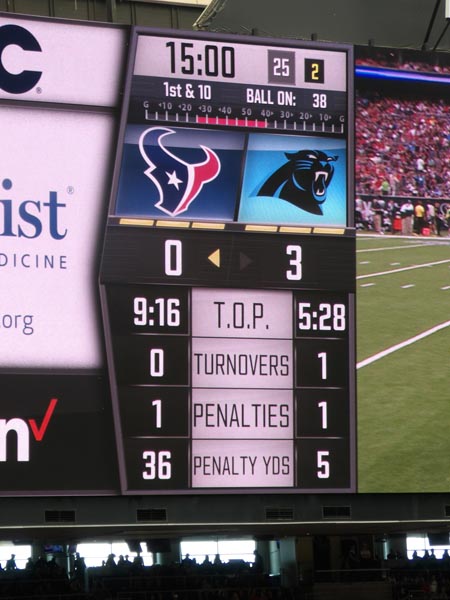 C®
15:00 25 2
1st & 10 BALL ON: 38
G +10 +20 +30 +40 50 40+ 30+ 20+ 10+ G
0 3
9:16 T.O.P. 5:28
0 TURNOVERS 1
1 PENALTIES 1
36 PENALTY YDS 5
ist®
EDICINE
.org
n